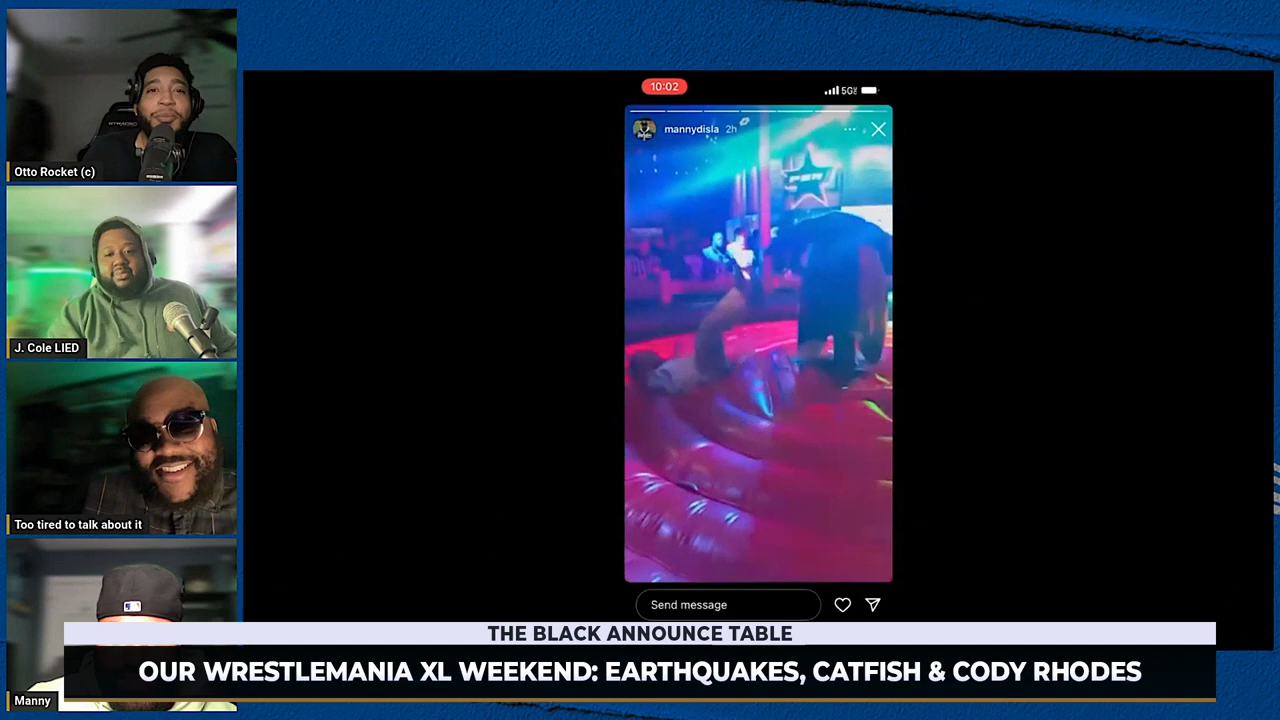 Otto Rocket (c)
J. Cole LIED
Too tired to talk about it
Manny
10:02
5G
mannydisla 2h
Send message
THE BLACK ANNOUNCE TABLE
OUR WRESTLEMANIA XL WEEKEND: EARTHQUAKES, CATFISH & CODY RHODES